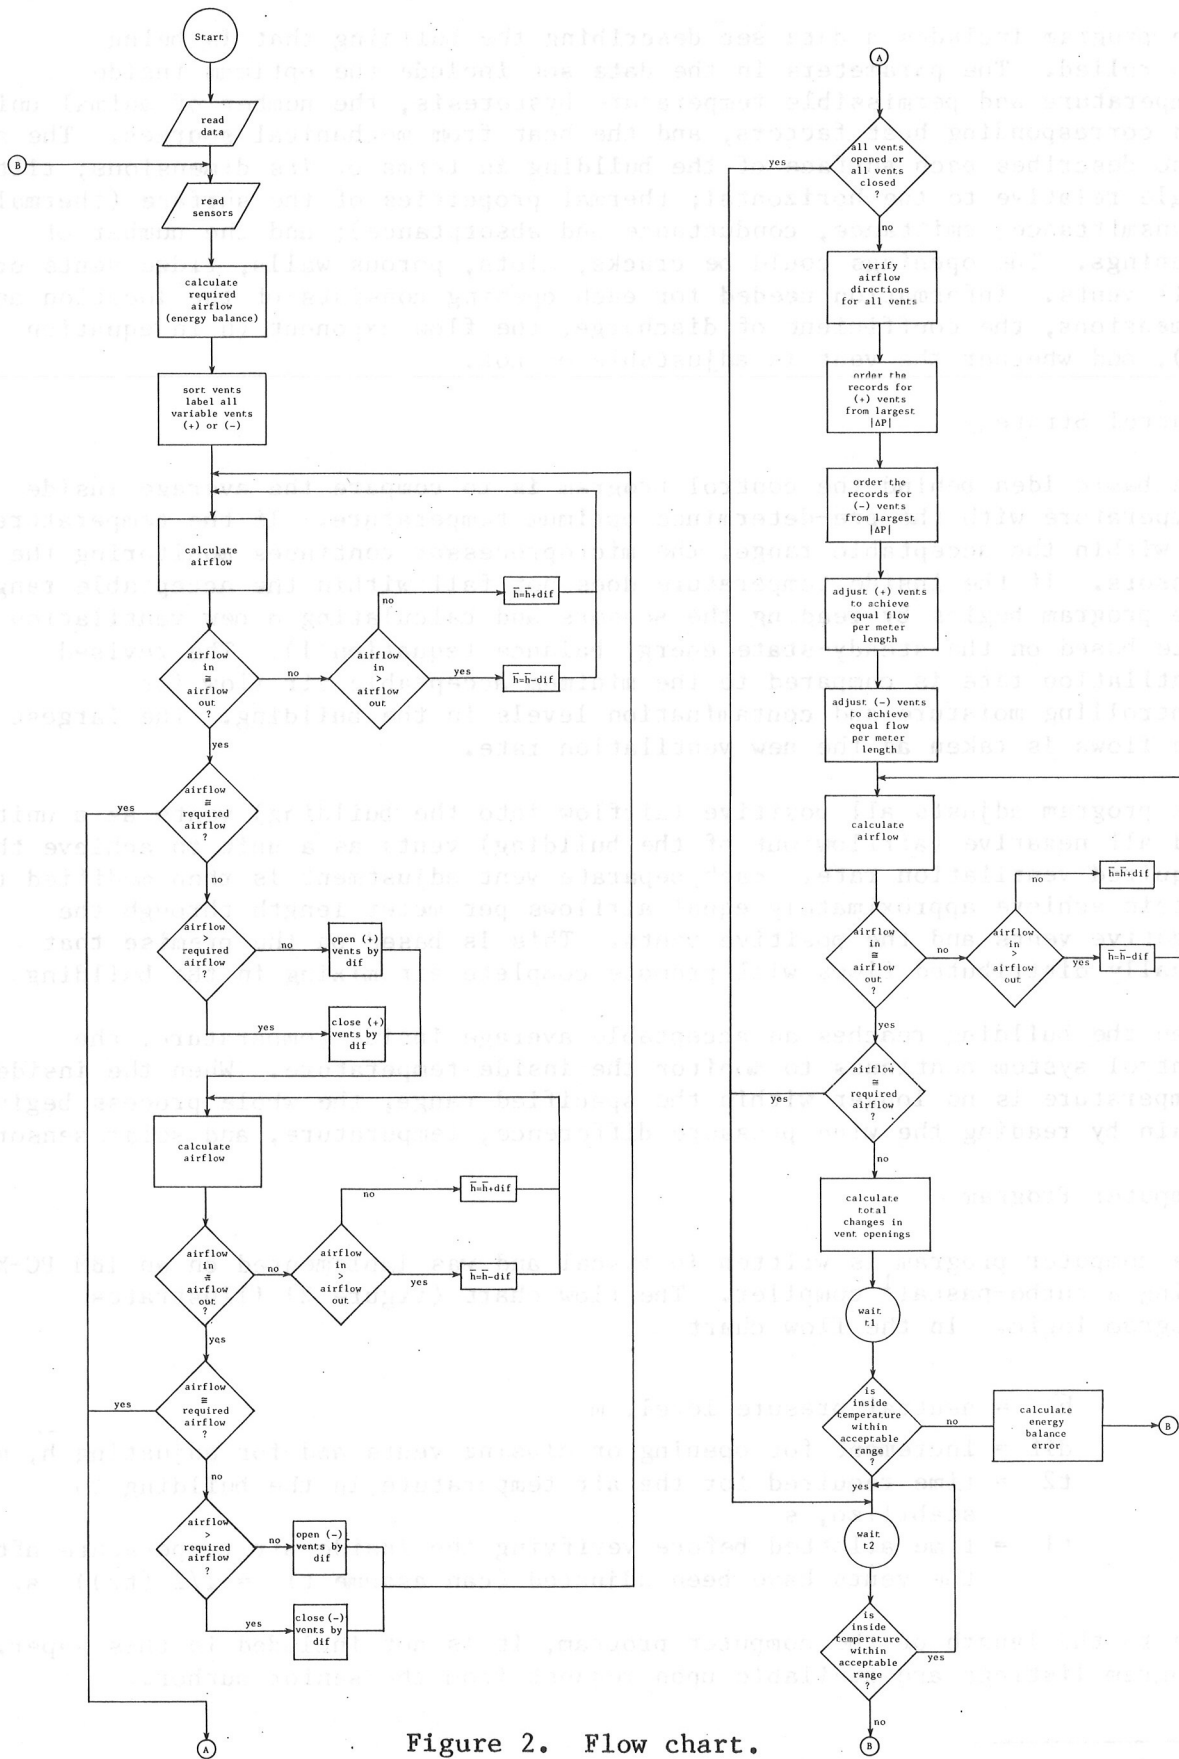 Start
read
data
B
read
sensors
calculate
required
airflow
(energy balance)
sort vents
label all
variable vents
(+) or (-)
calculate
airflow
airflow
in
≅
airflow
out
?
no
airflow
in
>
airflow
out
no
h̅=h̅+dif
yes
h̅=h̅-dif
yes
airflow
≅
required
airflow
?
yes
no
airflow
>
required
airflow
?
no
open (+)
vents by
dif
yes
close (+)
vents by
dif
calculate
airflow
airflow
in
≅
airflow
out
?
no
airflow
in
>
airflow
out
no
h̅=h̅+dif
yes
h̅=h̅-dif
yes
airflow
≅
required
airflow
?
yes
no
airflow
>
required
airflow
?
no
open (-)
vents by
dif
yes
close (-)
vents by
dif
A
A
all vents
opened or
all vents
closed
?
yes
no
verify
airflow
directions
for all vents
order the
records for
(+) vents
from largest
|ΔP|
order the
records for
(-) vents
from largest
|ΔP|
adjust (+) vents
to achieve
equal flow
per meter
length
adjust (-) vents
to achieve
equal flow
per meter
length
calculate
airflow
airflow
in
≅
airflow
out
?
no
airflow
in
>
airflow
out
no
h̅=h̅+dif
yes
h̅=h̅-dif
yes
airflow
≅
required
airflow
?
yes
no
calculate
total
changes in
vent openings
wait
t1
is
inside
temperature
within
acceptable
range
?
no
calculate
energy
balance
error
B
yes
wait
t2
is
inside
temperature
within
acceptable
range
?
yes
no
B
Figure 2. Flow chart.